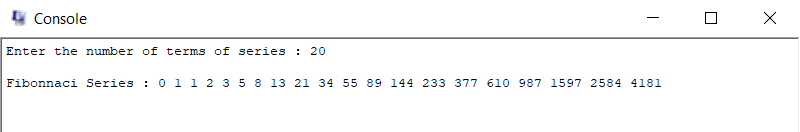 Console
Enter the number of terms of series : 20
Fibonnaci Series : 0 1 1 2 3 5 8 13 21 34 55 89 144 233 377 610 987 1597 2584 4181